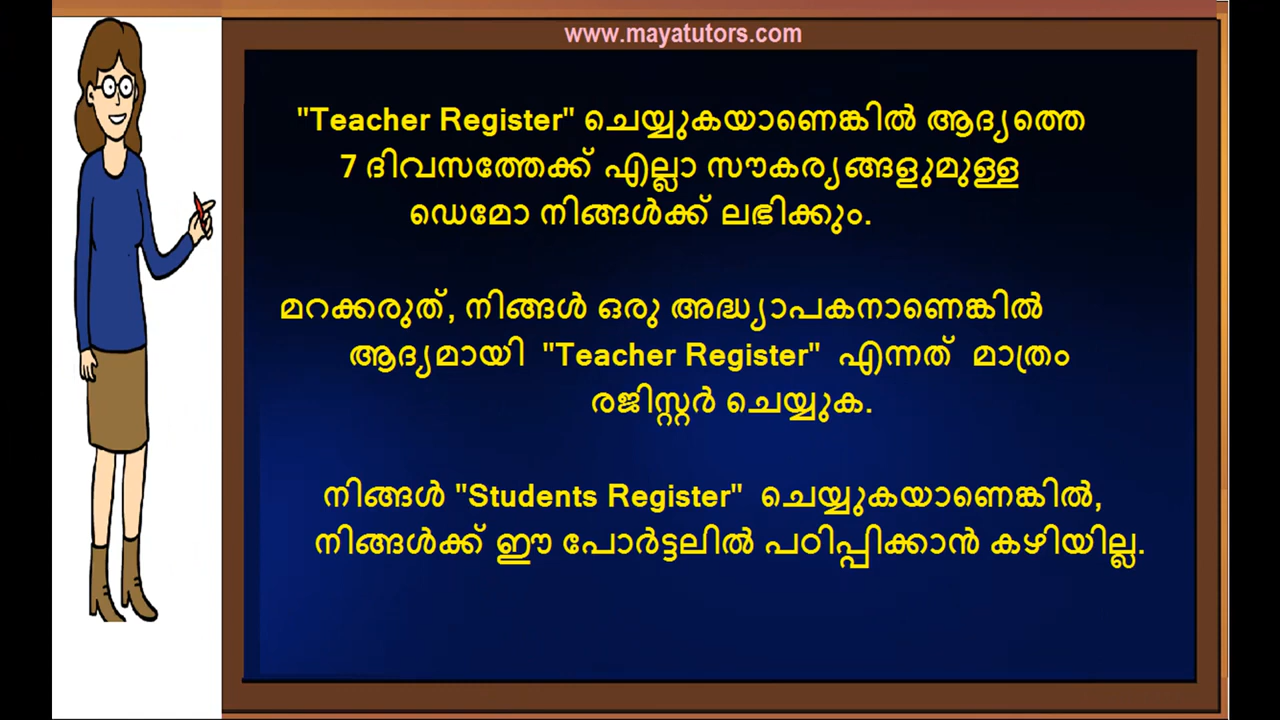 www.mayatutors.com
"Teacher Register" ചെയ്യുകയാണെങ്കിൽ ആദ്യത്തെ
7 ദിവസത്തേക്ക് എല്ലാ സൗകര്യങ്ങളുമുള്ള
ഡെമോ നിങ്ങൾക്ക് ലഭിക്കും.
മറക്കരുത്, നിങ്ങൾ ഒരു അദ്ധ്യാപകനാണെങ്കിൽ
ആദ്യമായി "Teacher Register" എന്നത് മാത്രം
രജിസ്റ്റർ ചെയ്യുക.
നിങ്ങൾ "Students Register" ചെയ്യുകയാണെങ്കിൽ,
നിങ്ങൾക്ക് ഈ പോർട്ടലിൽ പഠിപ്പിക്കാൻ കഴിയില്ല.